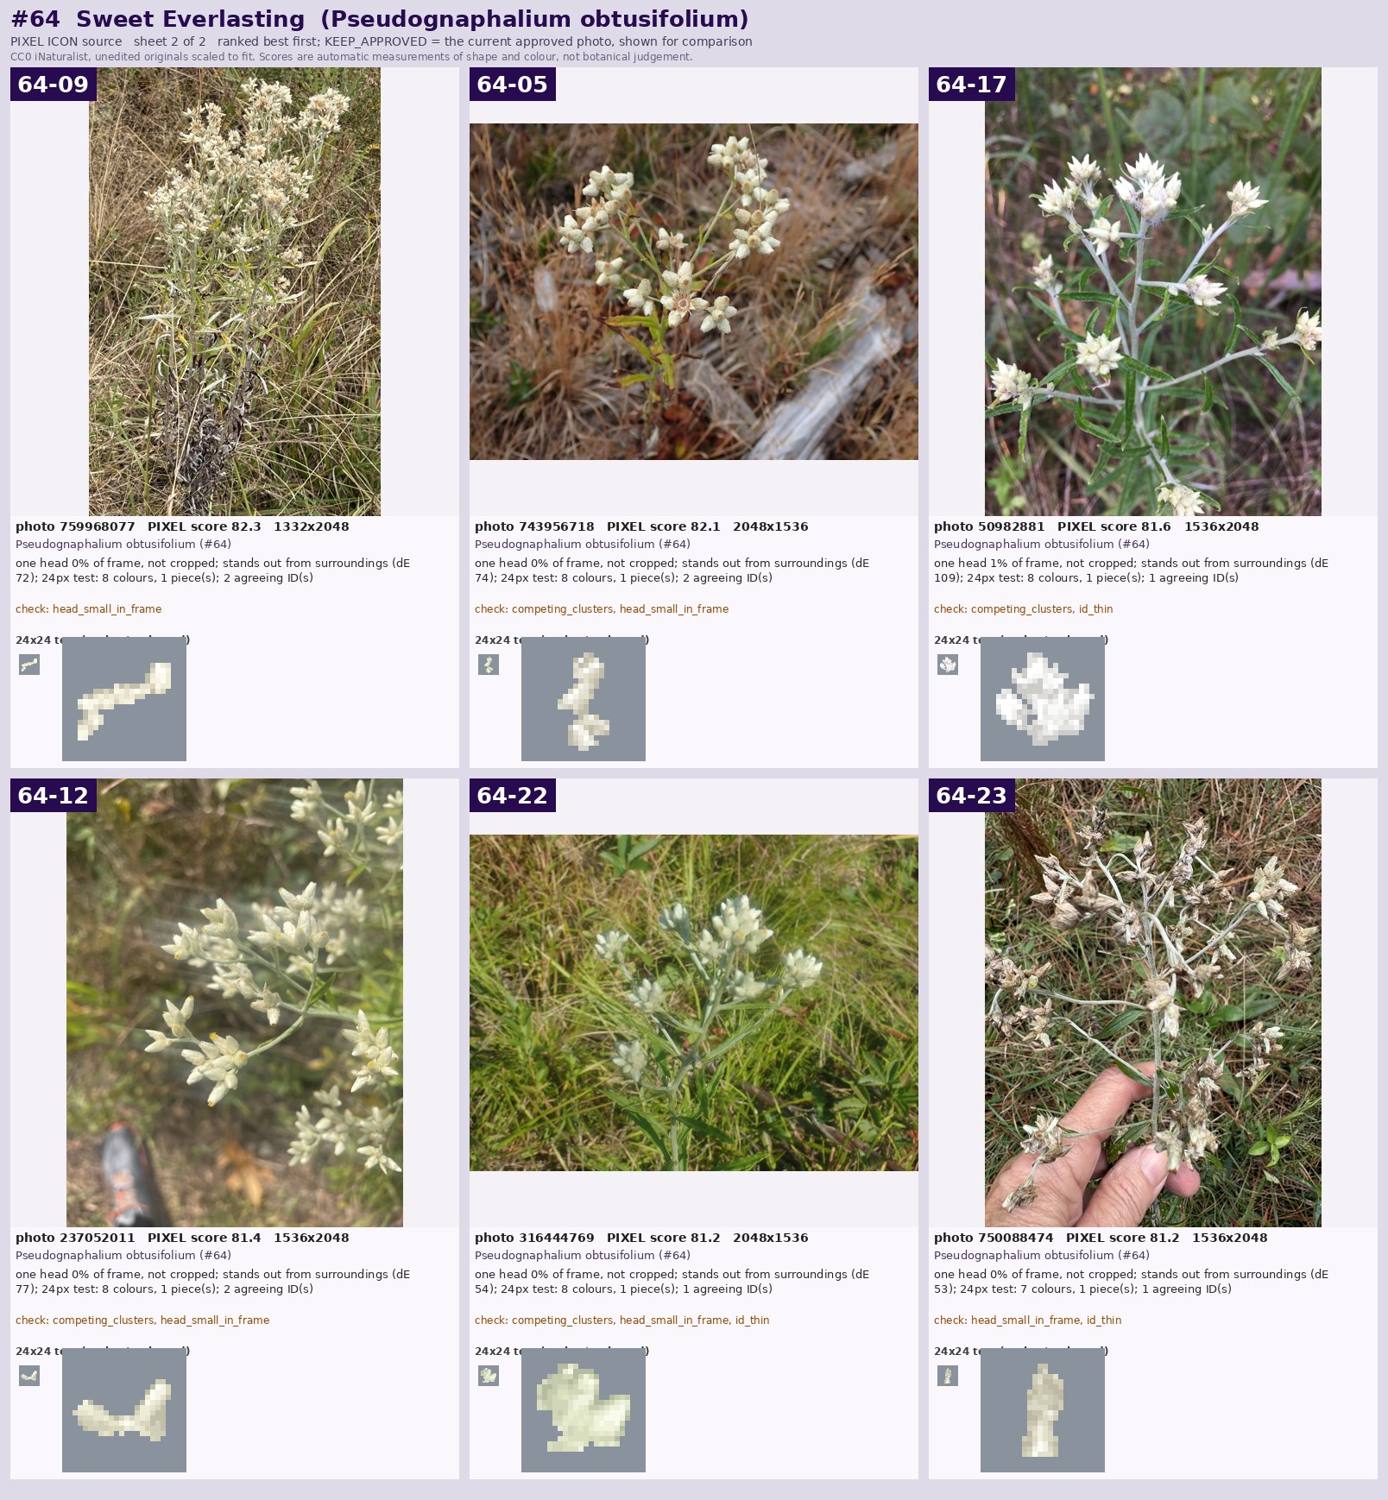 #64 Sweet Everlasting (Pseudognaphalium obtusifolium)
PIXEL ICON source sheet 2 of 2 ranked best first; KEEP_APPROVED = the current approved photo, shown for comparison
CC0 iNaturalist, unedited originals scaled to fit. Scores are automatic measurements of shape and colour, not botanical judgement.
64-09
photo 759968077 PIXEL score 82.3 1332x2048
Pseudognaphalium obtusifolium (#64)
one head 0% of frame, not cropped; stands out from surroundings (dE
72); 24px test: 8 colours, 1 piece(s); 2 agreeing ID(s)
check: head_small_in_frame
24x24
64-05
photo 743956718 PIXEL score 82.1 2048x1536
Pseudognaphalium obtusifolium (#64)
one head 0% of frame, not cropped; stands out from surroundings (dE
74); 24px test: 8 colours, 1 piece(s); 2 agreeing ID(s)
check: competing_clusters, head_small_in_frame
24x24
64-17
photo 50982881 PIXEL score 81.6 1536x2048
Pseudognaphalium obtusifolium (#64)
one head 1% of frame, not cropped; stands out from surroundings (dE
109); 24px test: 8 colours, 1 piece(s); 1 agreeing ID(s)
check: competing_clusters, id_thin
24x24
64-12
photo 237052011 PIXEL score 81.4 1536x2048
Pseudognaphalium obtusifolium (#64)
one head 0% of frame, not cropped; stands out from surroundings (dE
77); 24px test: 8 colours, 1 piece(s); 2 agreeing ID(s)
check: competing_clusters, head_small_in_frame
24x24
64-22
photo 316444769 PIXEL score 81.2 2048x1536
Pseudognaphalium obtusifolium (#64)
one head 0% of frame, not cropped; stands out from surroundings (dE
54); 24px test: 8 colours, 1 piece(s); 1 agreeing ID(s)
check: competing_clusters, head_small_in_frame, id_thin
24x24
64-23
photo 750088474 PIXEL score 81.2 1536x2048
Pseudognaphalium obtusifolium (#64)
one head 0% of frame, not cropped; stands out from surroundings (dE
53); 24px test: 7 colours, 1 piece(s); 1 agreeing ID(s)
check: head_small_in_frame, id_thin
24x24